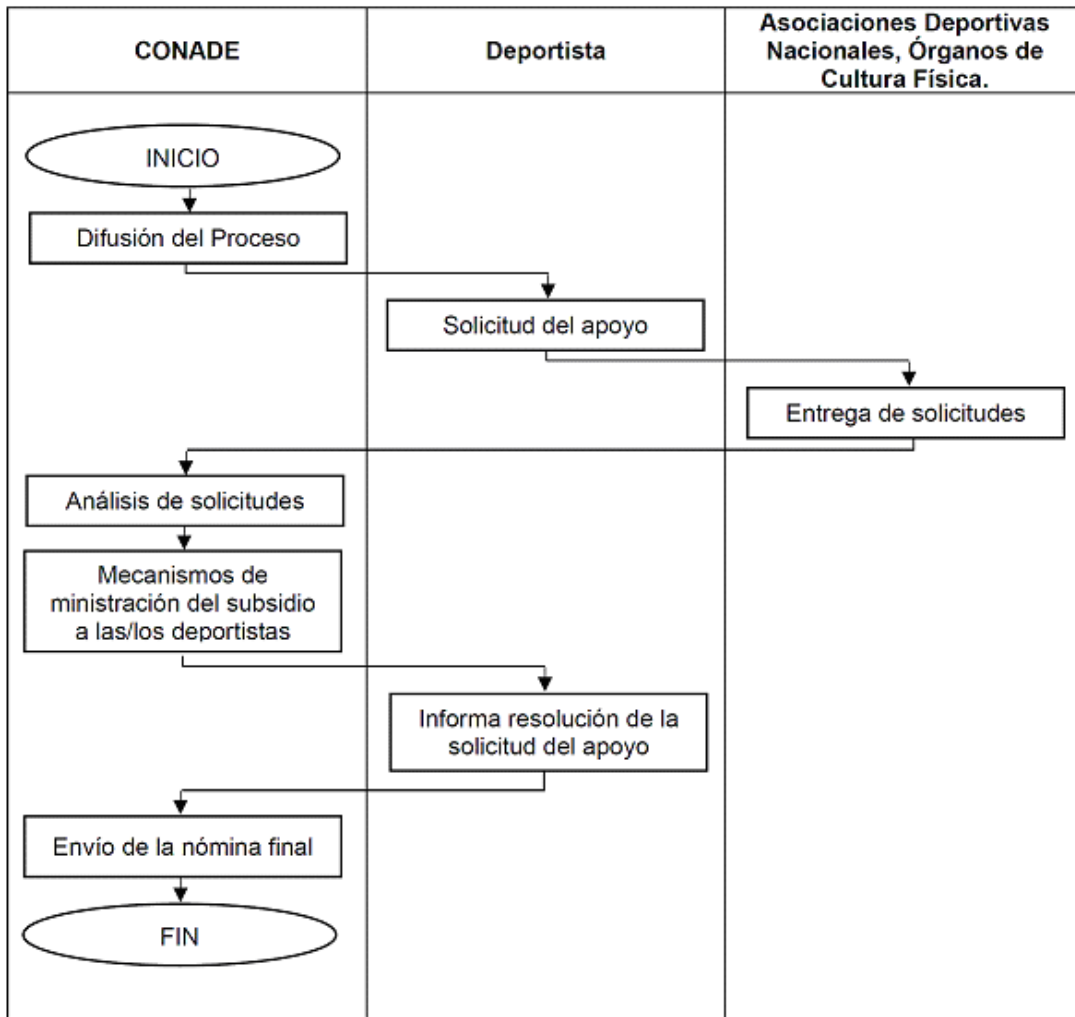 CONADE
Deportista
Asociaciones Deportivas
Nacionales, Órganos de
Cultura Física.
INICIO
Difusión del Proceso
Solicitud del apoyo
Entrega de solicitudes
Análisis de solicitudes
Mecanismos de
ministración del subsidio
a las/los deportistas
Informa resolución de la
solicitud del apoyo
Envío de la nómina final
FIN